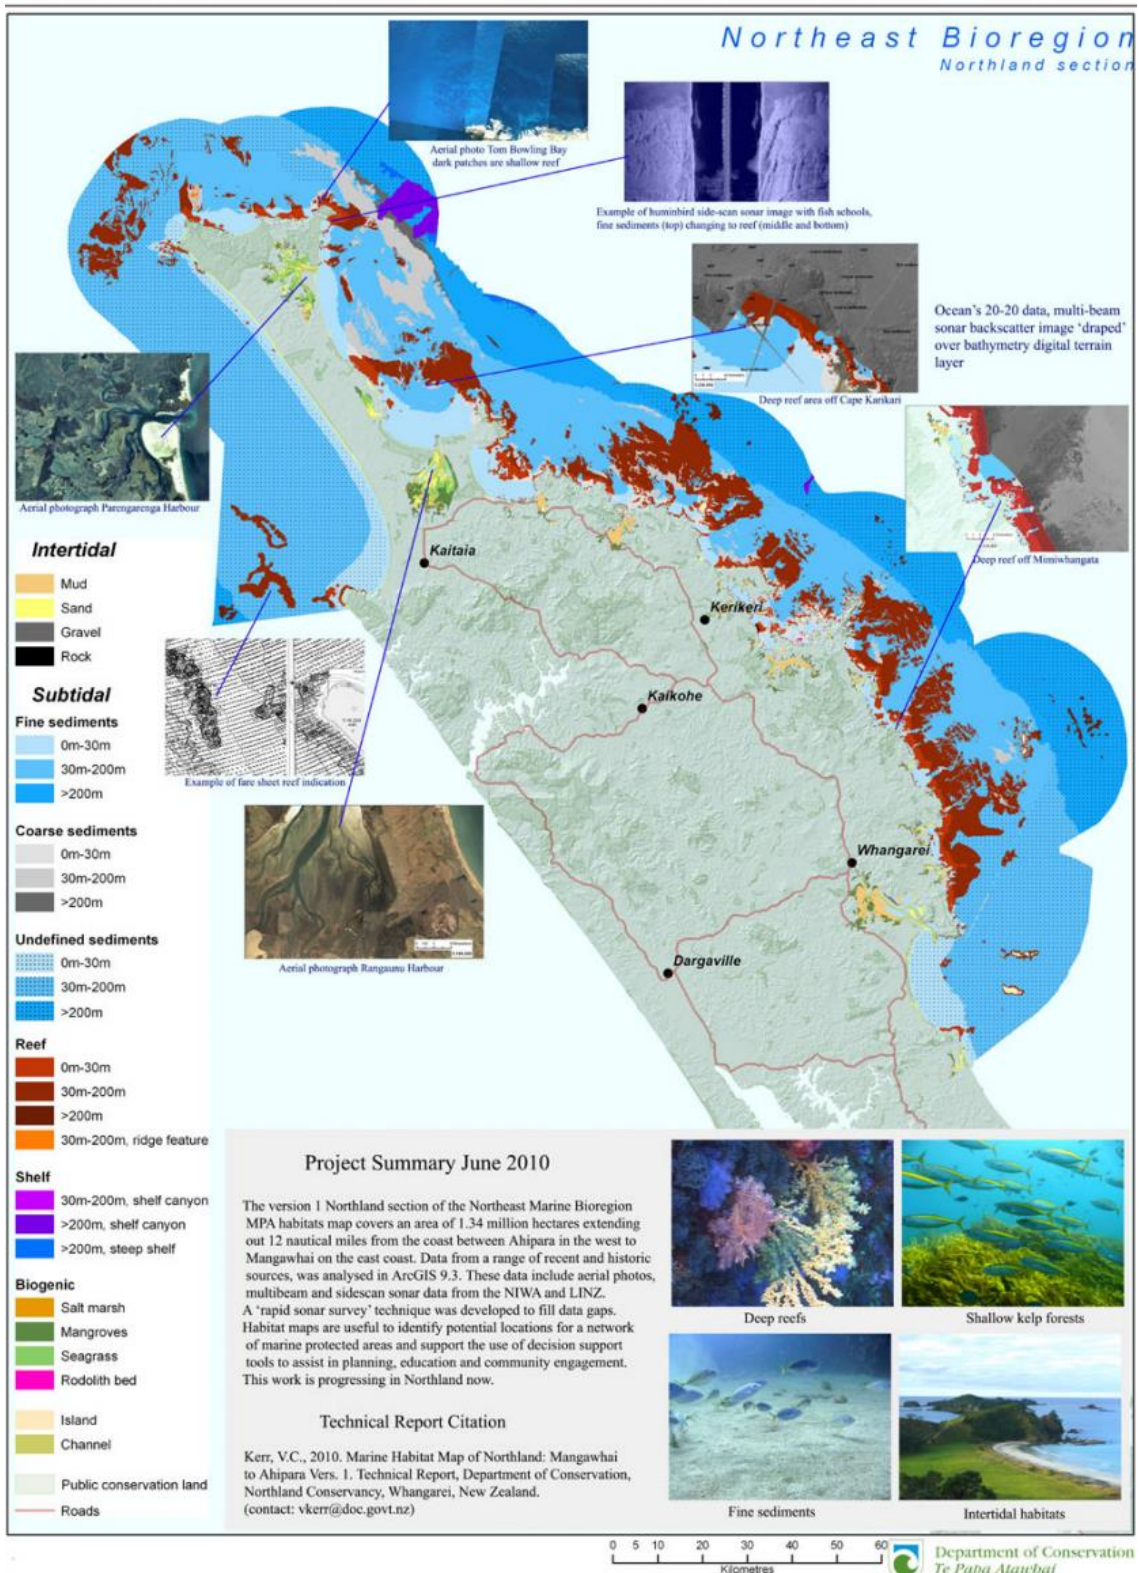 Northeast Bioregion
Northland section
Aerial photo Tom Bowling Bay
dark patches are shallow reef
Example of huminbird side-scan sonar image with fish schools,
fine sediments (top) changing to reef (middle and bottom)
Ocean's 20-20 data, multi-beam
sonar backscatter image 'draped'
over bathymetry digital terrain
layer
Deep reef area off Cape Karikari
Aerial photograph Parengarenga Harbour
Deep reef off Mimiwhangata
Kaitaia
Kerikeri
Kaikohe
Whangarei
Dargaville
Example of fare sheet reef indication
Aerial photograph Rangaunu Harbour
Intertidal
Mud
Sand
Gravel
Rock
Subtidal
Fine sediments
0m-30m
30m-200m
>200m
Coarse sediments
0m-30m
30m-200m
>200m
Undefined sediments
0m-30m
30m-200m
>200m
Reef
0m-30m
30m-200m
>200m
30m-200m, ridge feature
Shelf
30m-200m, shelf canyon
>200m, shelf canyon
>200m, steep shelf
Biogenic
Salt marsh
Mangroves
Seagrass
Rodolith bed
Island
Channel
Public conservation land
Roads
Project Summary June 2010
The version 1 Northland section of the Northeast Marine Bioregion
MPA habitats map covers an area of 1.34 million hectares extending
out 12 nautical miles from the coast between Ahipara in the west to
Mangawhai on the east coast. Data from a range of recent and historic
sources, was analysed in ArcGIS 9.3. These data include aerial photos,
multibeam and sidescan sonar data from the NIWA and LINZ.
A 'rapid sonar survey' technique was developed to fill data gaps.
Habitat maps are useful to identify potential locations for a network
of marine protected areas and support the use of decision support
tools to assist in planning, education and community engagement.
This work is progressing in Northland now.
Technical Report Citation
Kerr, V.C., 2010. Marine Habitat Map of Northland: Mangawhai
to Ahipara Vers. 1. Technical Report, Department of Conservation,
Northland Conservancy, Whangarei, New Zealand.
(contact: vkerr@doc.govt.nz)
Deep reefs
Shallow kelp forests
Fine sediments
Intertidal habitats
0 5 10 20 30 40 50 60
Kilometres
Department of Conservation
Te Papa Atawhai